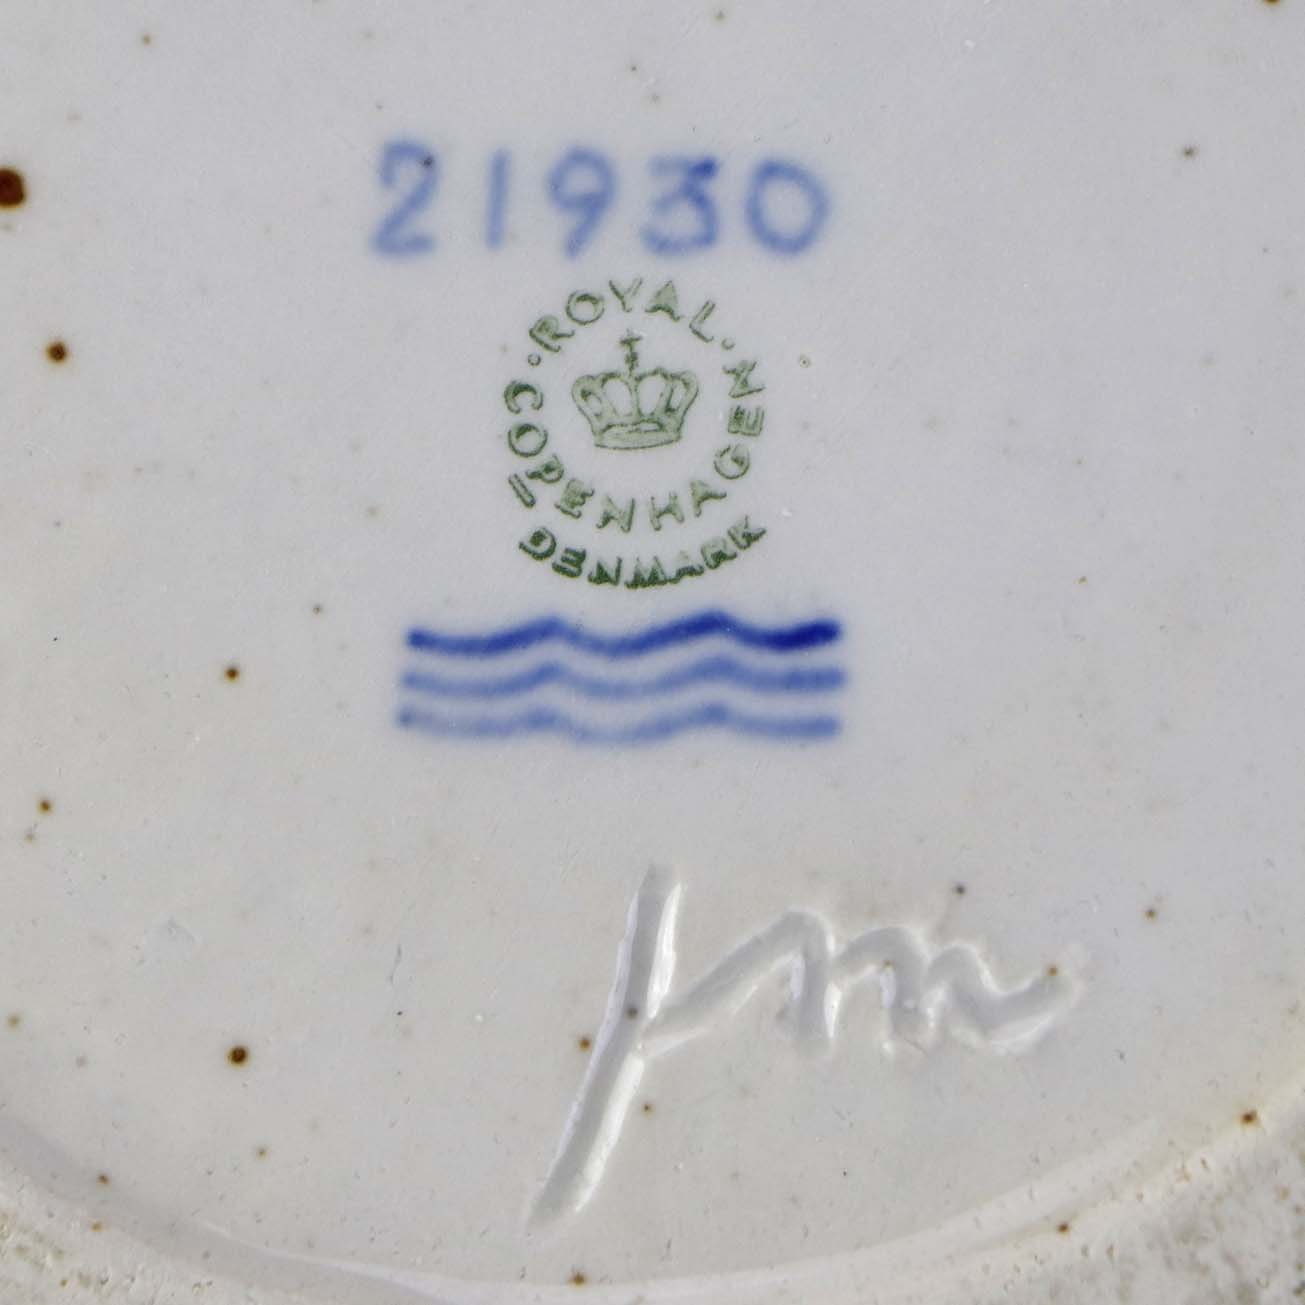 21930
·ROYAL·
COPENHAGEN
DENMARK